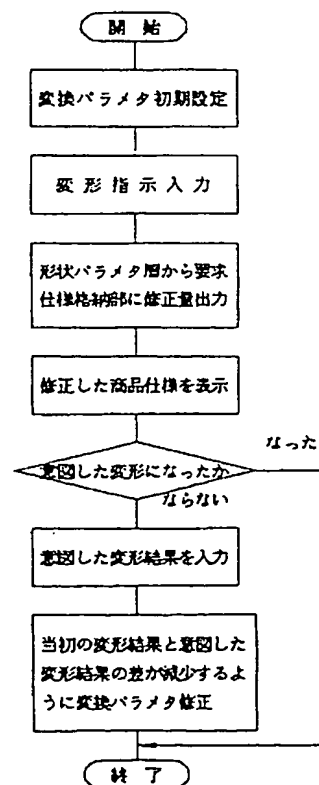 開始
変換パラメタ初期設定
変形指示入力
形状パラメタ層から要求
仕様格納部に修正量出力
修正した商品仕様を表示
なった
意図した変形になったか
ならない
意図した変形結果を入力
当初の変形結果と意図した
変形結果の差が減少するよ
うに変換パラメタ修正
終了